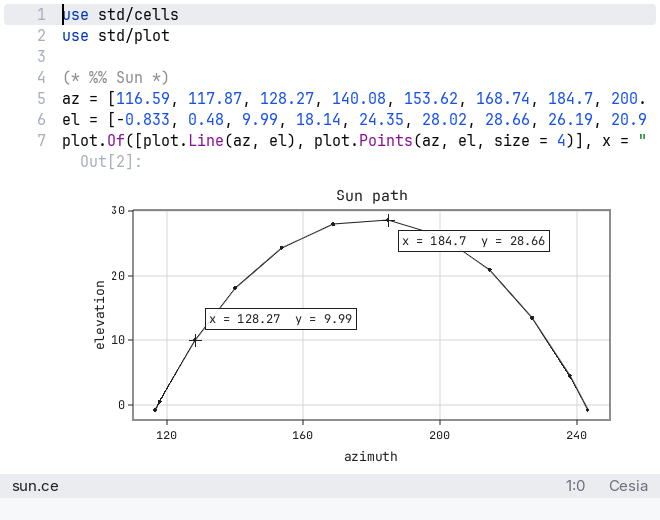 1 use std/cells
2 use std/plot
3
4 (* %% Sun *)
5 az = [116.59, 117.87, 128.27, 140.08, 153.62, 168.74, 184.7, 200.
6 el = [-0.833, 0.48, 9.99, 18.14, 24.35, 28.02, 28.66, 26.19, 20.9
7 plot.Of([plot.Line(az, el), plot.Points(az, el, size = 4)], x = "
Out[2]:
Sun path
30
x = 184.7  y = 28.66
20
elevation
x = 128.27  y = 9.99
10
0
120 160 200 240
azimuth
sun.ce 1:0 Cesia